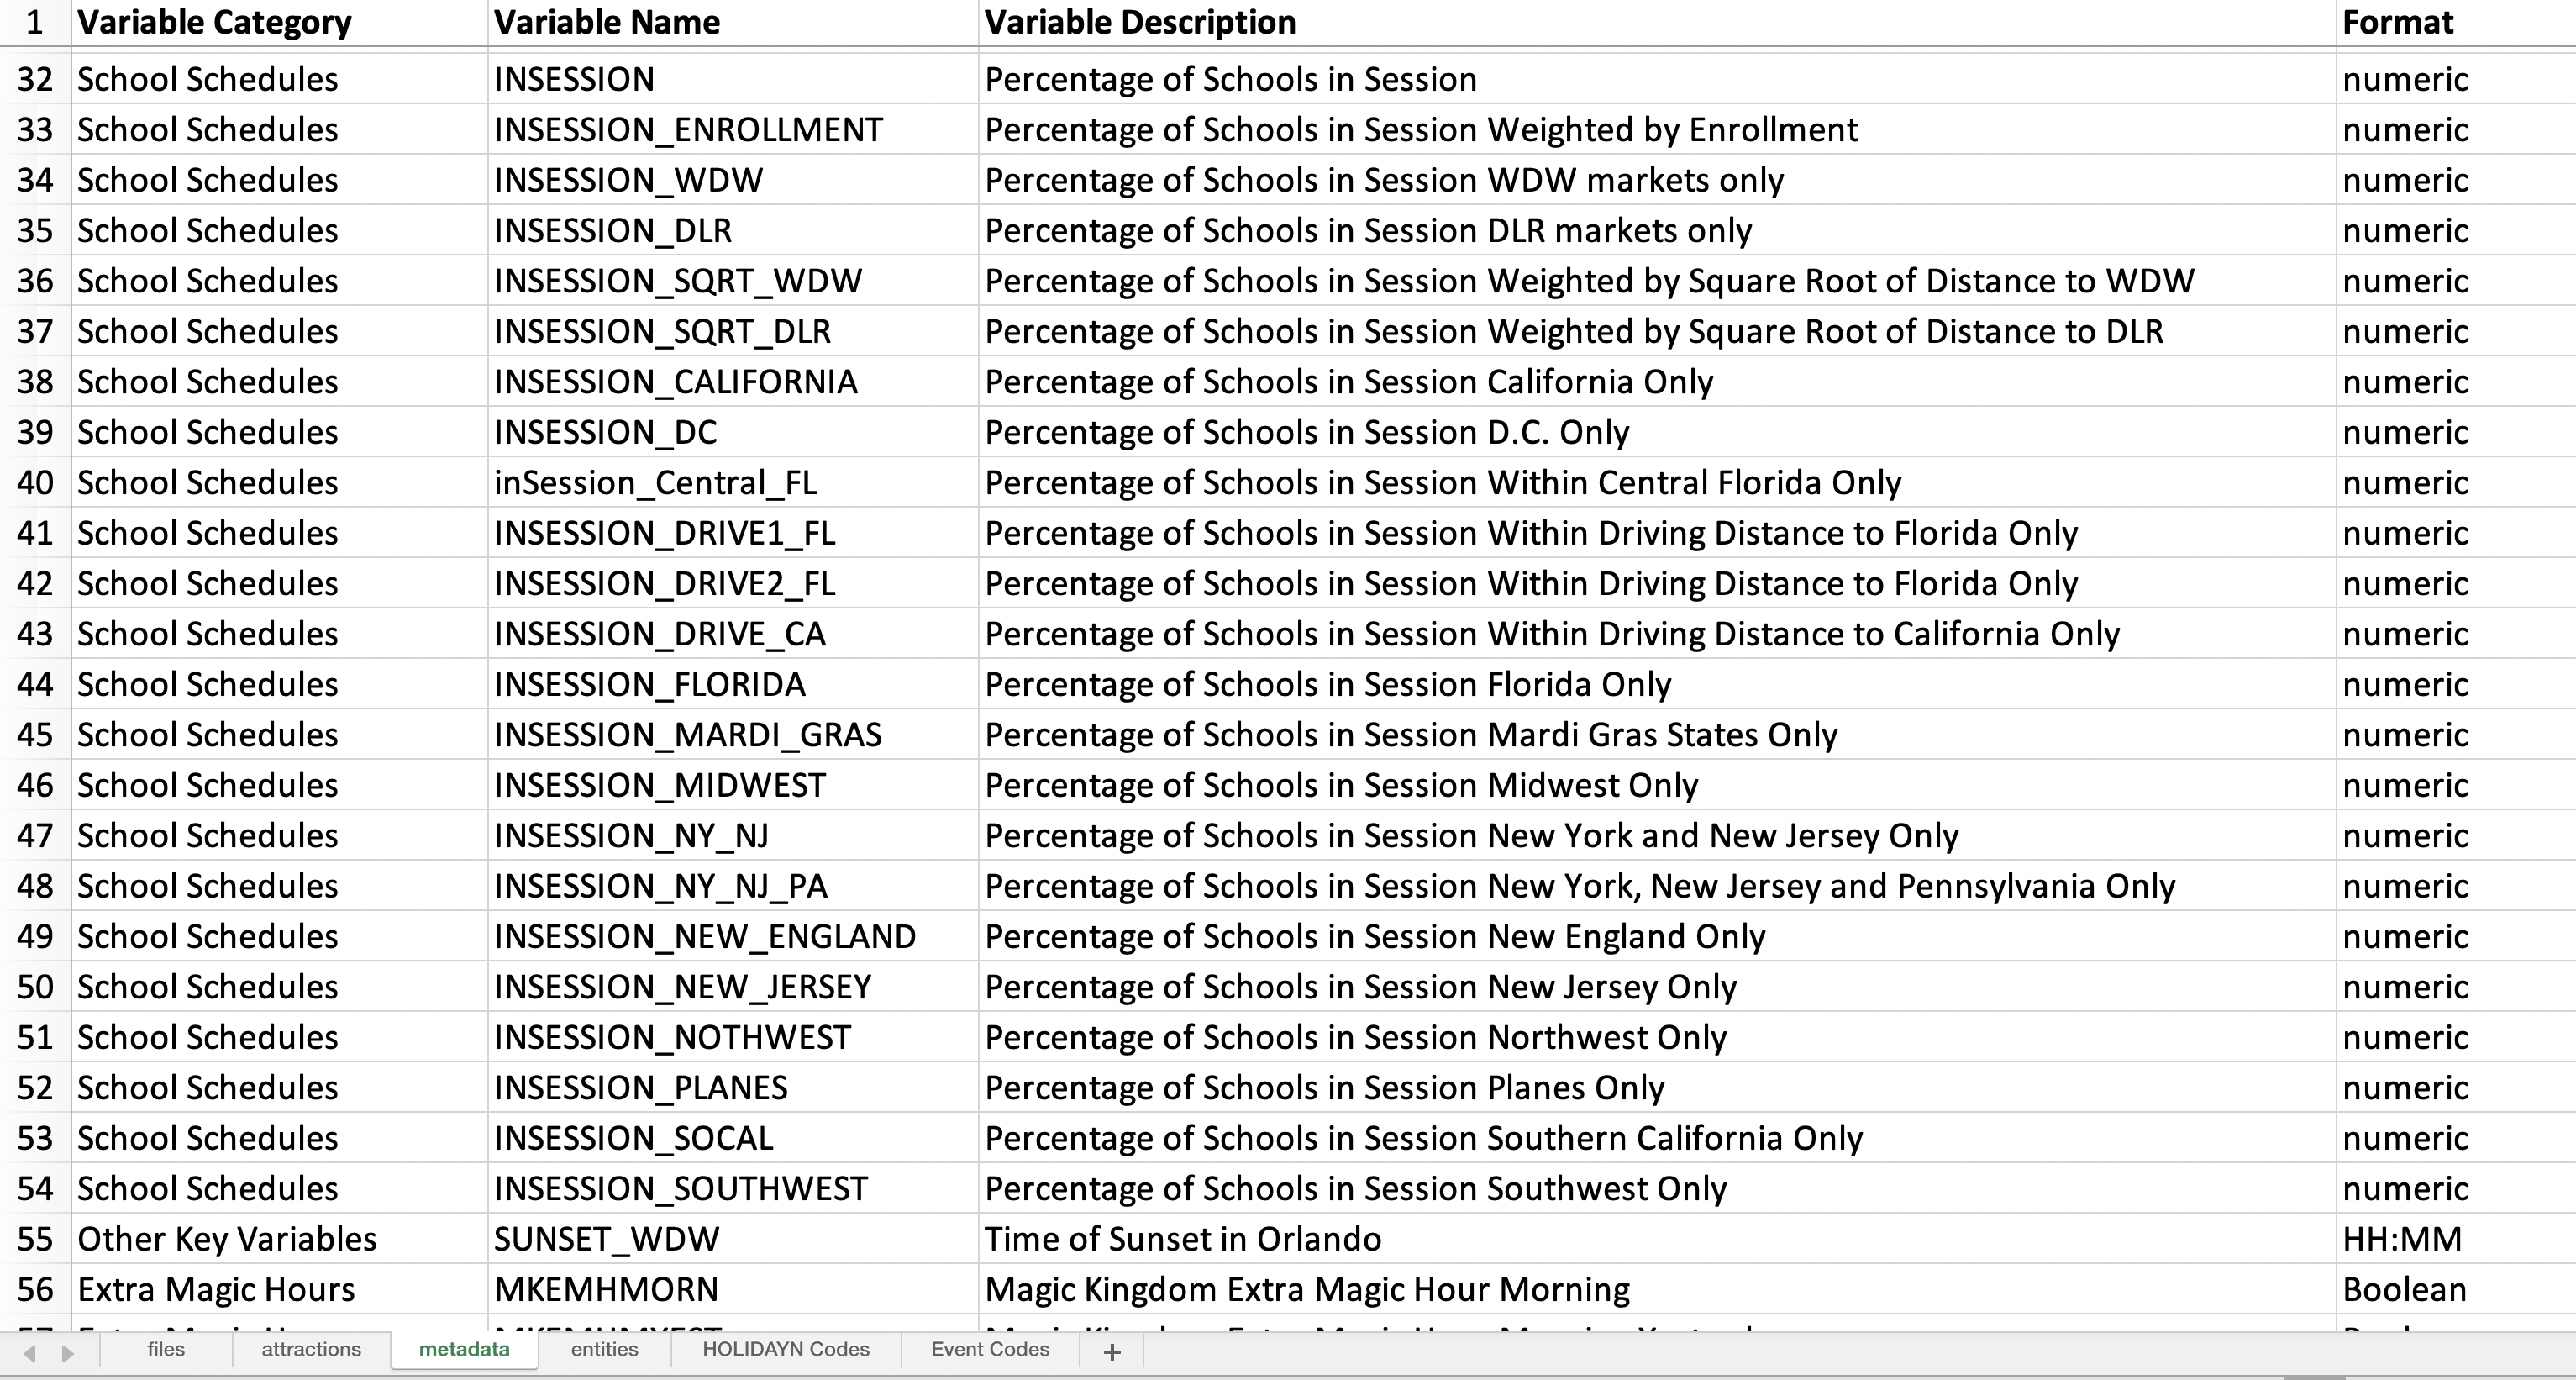 1 Variable Category Variable Name Variable Description Format
32 School Schedules INSESSION Percentage of Schools in Session numeric
33 School Schedules INSESSION_ENROLLMENT Percentage of Schools in Session Weighted by Enrollment numeric
34 School Schedules INSESSION_WDW Percentage of Schools in Session WDW markets only numeric
35 School Schedules INSESSION_DLR Percentage of Schools in Session DLR markets only numeric
36 School Schedules INSESSION_SQRT_WDW Percentage of Schools in Session Weighted by Square Root of Distance to WDW numeric
37 School Schedules INSESSION_SQRT_DLR Percentage of Schools in Session Weighted by Square Root of Distance to DLR numeric
38 School Schedules INSESSION_CALIFORNIA Percentage of Schools in Session California Only numeric
39 School Schedules INSESSION_DC Percentage of Schools in Session D.C. Only numeric
40 School Schedules inSession_Central_FL Percentage of Schools in Session Within Central Florida Only numeric
41 School Schedules INSESSION_DRIVE1_FL Percentage of Schools in Session Within Driving Distance to Florida Only numeric
42 School Schedules INSESSION_DRIVE2_FL Percentage of Schools in Session Within Driving Distance to Florida Only numeric
43 School Schedules INSESSION_DRIVE_CA Percentage of Schools in Session Within Driving Distance to California Only numeric
44 School Schedules INSESSION_FLORIDA Percentage of Schools in Session Florida Only numeric
45 School Schedules INSESSION_MARDI_GRAS Percentage of Schools in Session Mardi Gras States Only numeric
46 School Schedules INSESSION_MIDWEST Percentage of Schools in Session Midwest Only numeric
47 School Schedules INSESSION_NY_NJ Percentage of Schools in Session New York and New Jersey Only numeric
48 School Schedules INSESSION_NY_NJ_PA Percentage of Schools in Session New York, New Jersey and Pennsylvania Only numeric
49 School Schedules INSESSION_NEW_ENGLAND Percentage of Schools in Session New England Only numeric
50 School Schedules INSESSION_NEW_JERSEY Percentage of Schools in Session New Jersey Only numeric
51 School Schedules INSESSION_NOTHWEST Percentage of Schools in Session Northwest Only numeric
52 School Schedules INSESSION_PLANES Percentage of Schools in Session Planes Only numeric
53 School Schedules INSESSION_SOCAL Percentage of Schools in Session Southern California Only numeric
54 School Schedules INSESSION_SOUTHWEST Percentage of Schools in Session Southwest Only numeric
55 Other Key Variables SUNSET_WDW Time of Sunset in Orlando HH:MM
56 Extra Magic Hours MKEMHMORN Magic Kingdom Extra Magic Hour Morning Boolean
files attractions metadata entities HOLIDAYN Codes Event Codes +